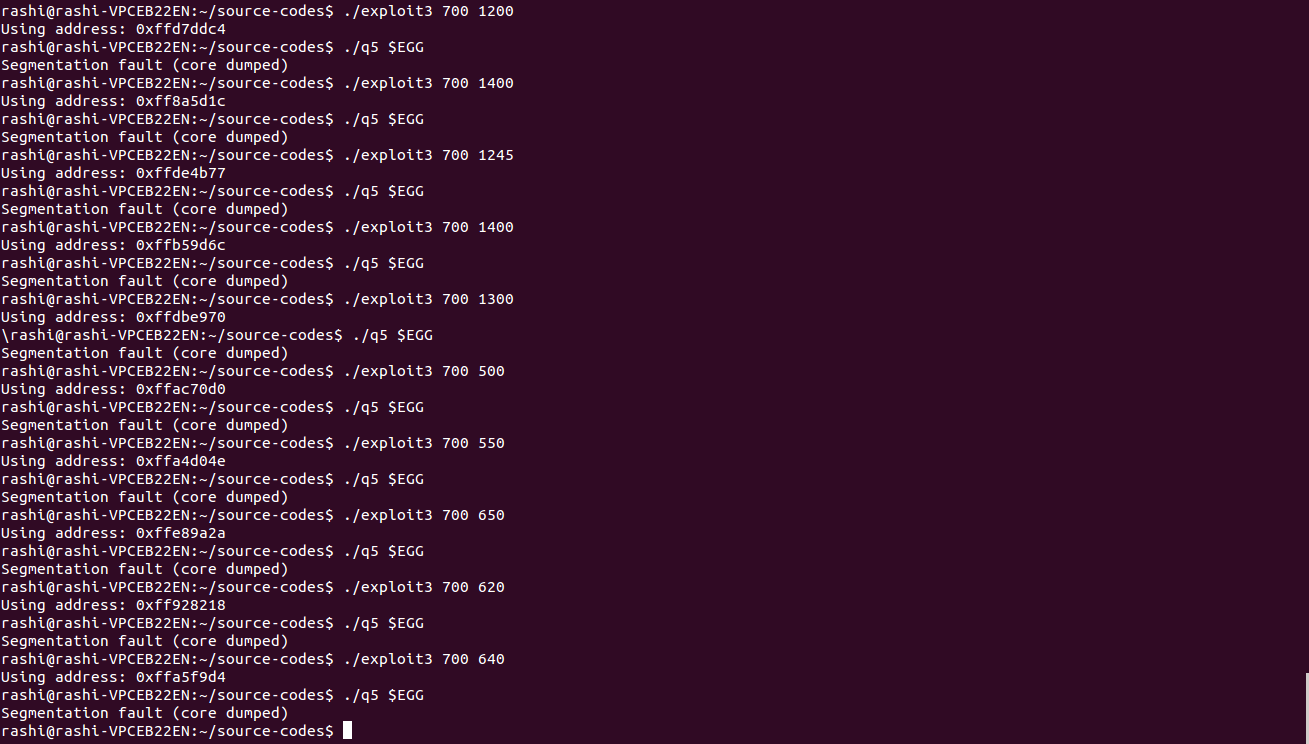 rashi@rashi-VPCEB22EN:~/source-codes$ ./exploit3 700 1200
Using address: 0xffd7ddc4
rashi@rashi-VPCEB22EN:~/source-codes$ ./q5 $EGG
Segmentation fault (core dumped)
rashi@rashi-VPCEB22EN:~/source-codes$ ./exploit3 700 1400
Using address: 0xff8a5d1c
rashi@rashi-VPCEB22EN:~/source-codes$ ./q5 $EGG
Segmentation fault (core dumped)
rashi@rashi-VPCEB22EN:~/source-codes$ ./exploit3 700 1245
Using address: 0xffde4b77
rashi@rashi-VPCEB22EN:~/source-codes$ ./q5 $EGG
Segmentation fault (core dumped)
rashi@rashi-VPCEB22EN:~/source-codes$ ./exploit3 700 1400
Using address: 0xffb59d6c
rashi@rashi-VPCEB22EN:~/source-codes$ ./q5 $EGG
Segmentation fault (core dumped)
rashi@rashi-VPCEB22EN:~/source-codes$ ./exploit3 700 1300
Using address: 0xffdbe970
\rashi@rashi-VPCEB22EN:~/source-codes$ ./q5 $EGG
Segmentation fault (core dumped)
rashi@rashi-VPCEB22EN:~/source-codes$ ./exploit3 700 500
Using address: 0xffac70d0
rashi@rashi-VPCEB22EN:~/source-codes$ ./q5 $EGG
Segmentation fault (core dumped)
rashi@rashi-VPCEB22EN:~/source-codes$ ./exploit3 700 550
Using address: 0xffa4d04e
rashi@rashi-VPCEB22EN:~/source-codes$ ./q5 $EGG
Segmentation fault (core dumped)
rashi@rashi-VPCEB22EN:~/source-codes$ ./exploit3 700 650
Using address: 0xffe89a2a
rashi@rashi-VPCEB22EN:~/source-codes$ ./q5 $EGG
Segmentation fault (core dumped)
rashi@rashi-VPCEB22EN:~/source-codes$ ./exploit3 700 620
Using address: 0xff928218
rashi@rashi-VPCEB22EN:~/source-codes$ ./q5 $EGG
Segmentation fault (core dumped)
rashi@rashi-VPCEB22EN:~/source-codes$ ./exploit3 700 640
Using address: 0xffa5f9d4
rashi@rashi-VPCEB22EN:~/source-codes$ ./q5 $EGG
Segmentation fault (core dumped)
rashi@rashi-VPCEB22EN:~/source-codes$